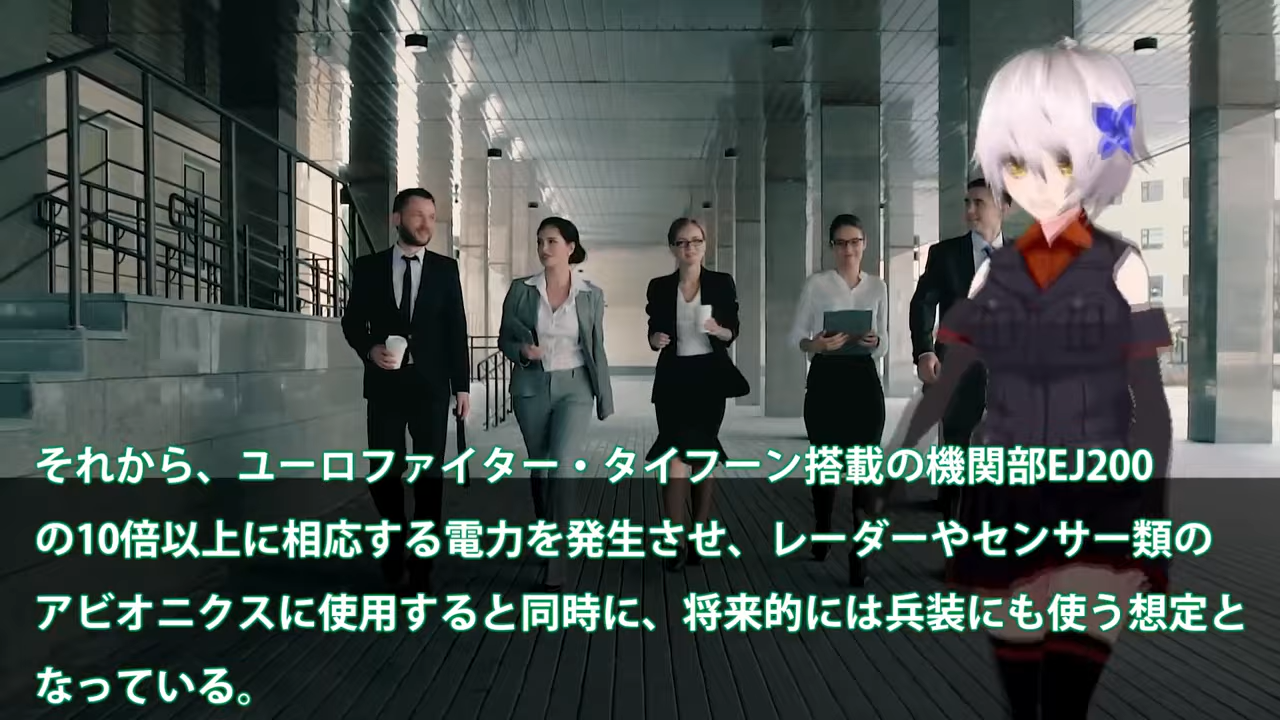 それから、ユーロファイター・タイフーン搭載の機関部EJ200
の10倍以上に相応する電力を発生させ、レーダーやセンサー類の
アビオニクスに使用すると同時に、将来的には兵装にも使う想定と
なっている。